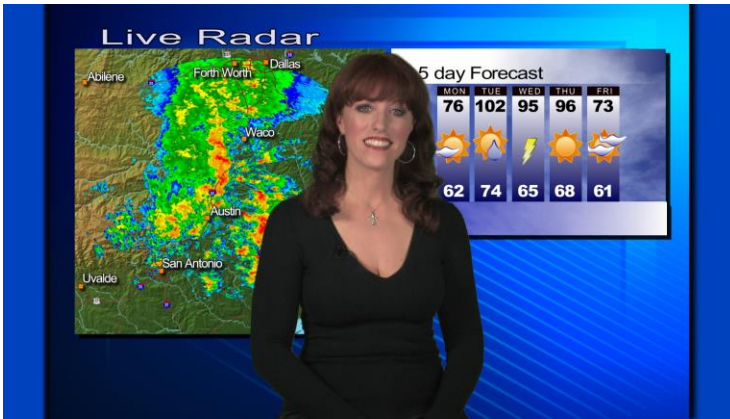 Live Radar
Abilene
Forth Worth
Dallas
Waco
Austin
San Antonio
Uvalde
5 day Forecast
MON TUE WED THU FRI
76 102 95 96 73
62 74 65 68 61